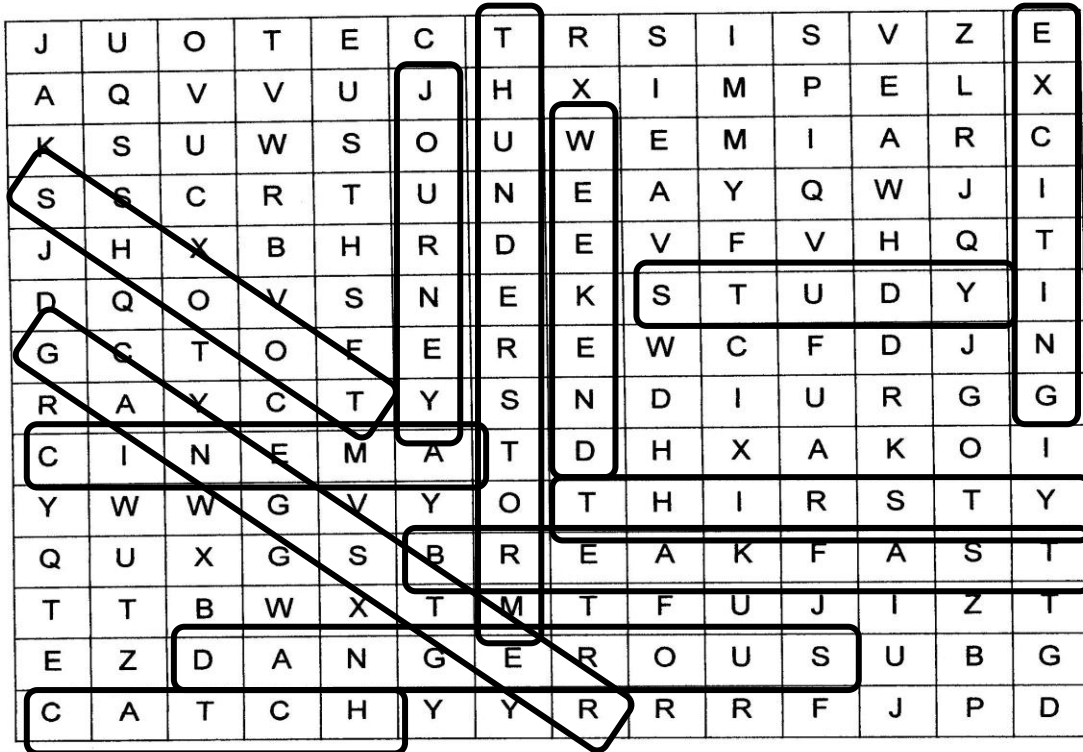 J U O T E C T R S I S V Z E
A Q V V U J H X I M P E L X
K S U W S O U W E M I A R C
S S C R T U N E A Y Q W J I
J H X B H R D E V F V H Q T
D Q O V S N E K S T U D Y I
G C T O F E R E W C F D J N
R A Y C T Y S N D I U R G G
C I N E M A T D H X A K O I
Y W W G V Y O T H I R S T Y
Q U X G S B R E A K F A S T
T T B W X T M T F U J I Z T
E Z D A N G E R O U S U B G
C A T C H Y Y R R R F J P D